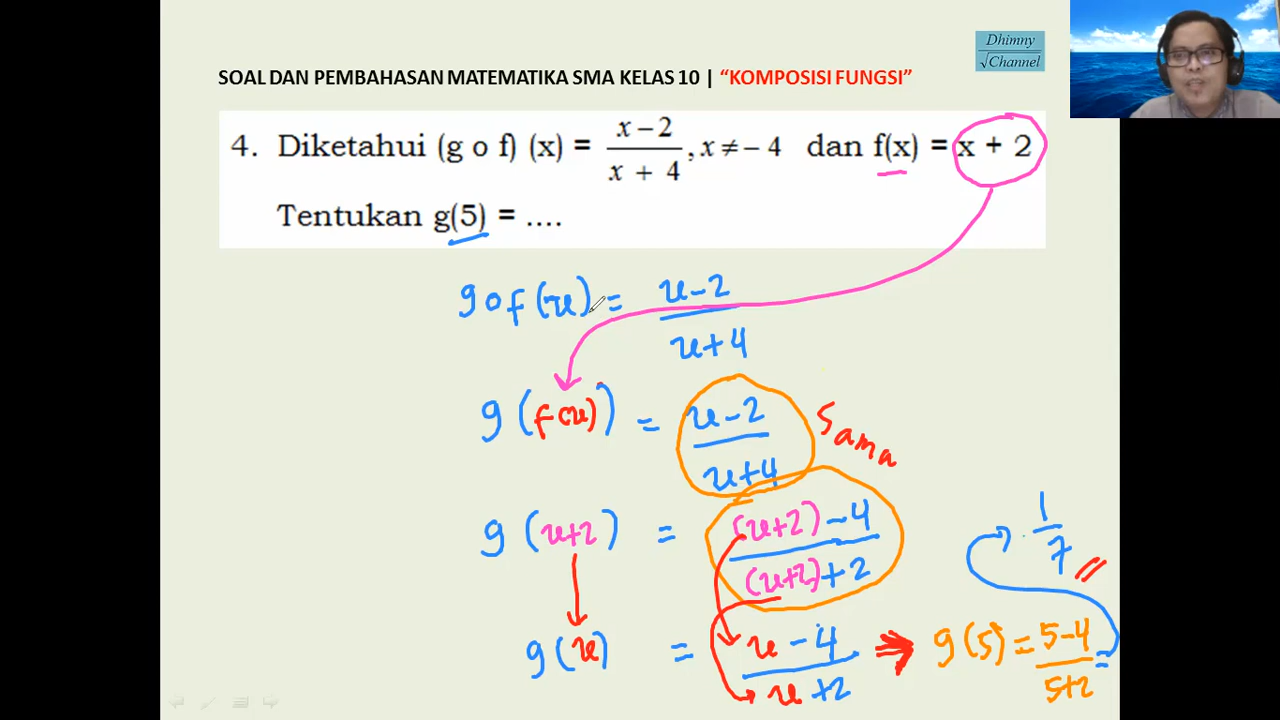 Dhimny
√Channel
SOAL DAN PEMBAHASAN MATEMATIKA SMA KELAS 10 | “KOMPOSISI FUNGSI”
4. Diketahui (g o f) (x) = (x − 2)/(x + 4), x ≠ − 4 dan f(x) = x + 2
Tentukan g(5) = ....
g o f (x) = (x-2)/(x+4)
g (f(x)) = (x-2)/(x+4)
Sama
g (x+2) = ((x+2) - 4)/((x+2) + 2)
1/7
g (x) = (x - 4)/(x + 2) ⇒ g (5) = (5-4)/(5+2) =